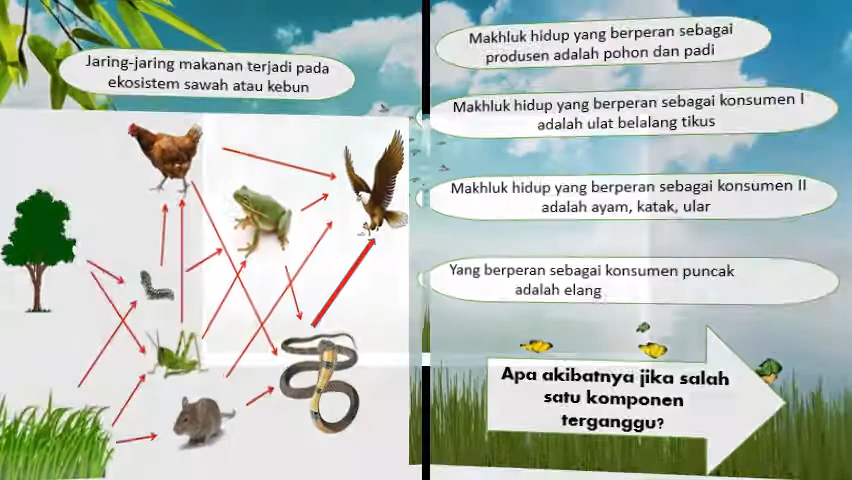 Jaring-jaring makanan terjadi pada
ekosistem sawah atau kebun
Makhluk hidup yang berperan sebagai
produsen adalah pohon dan padi
Makhluk hidup yang berperan sebagai konsumen I
adalah ulat belalang tikus
Makhluk hidup yang berperan sebagai konsumen II
adalah ayam, katak, ular
Yang berperan sebagai konsumen puncak
adalah elang
Apa akibatnya jika salah
satu komponen
terganggu?